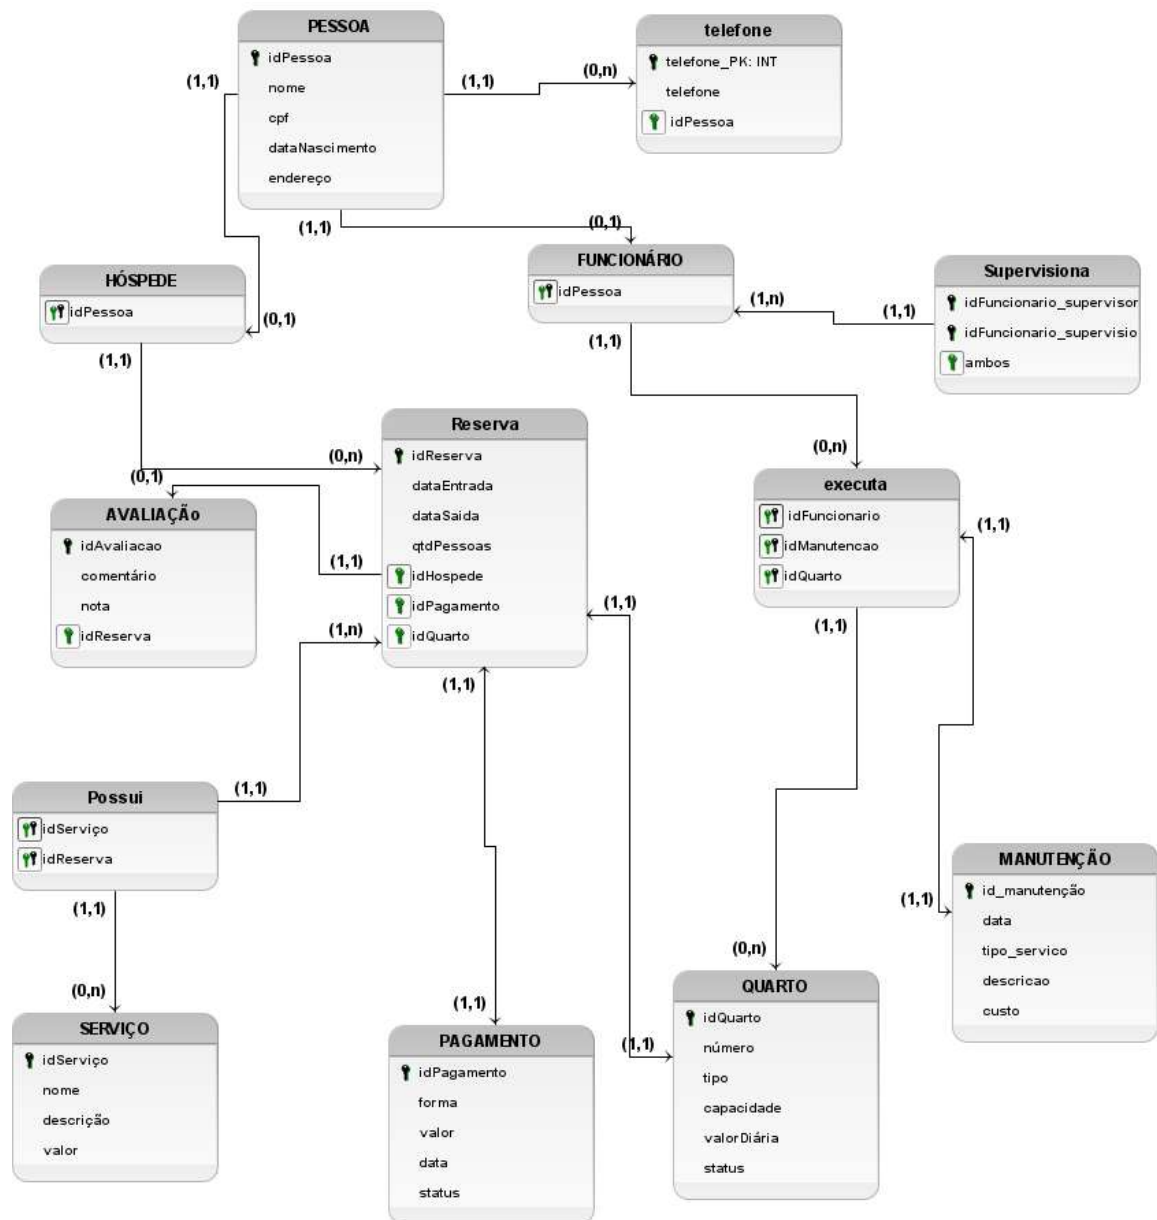 PESSOA
idPessoa
nome
cpf
dataNascimento
endereço
telefone
telefone_PK: INT
telefone
idPessoa
(1,1)
(1,1)
(0,n)
(1,1)
(0,1)
HÓSPEDE
idPessoa
(0,1)
(1,1)
FUNCIONÁRIO
idPessoa
(1,n)
(1,1)
(1,1)
Supervisiona
idFuncionario_supervisor
idFuncionario_supervisio
ambos
Reserva
idReserva
dataEntrada
dataSaida
qtdPessoas
idHospede
idPagamento
idQuarto
(0,n)
(0,1)
(1,1)
(1,n)
(1,1)
(1,1)
AVALIAÇÃo
idAvaliacao
comentário
nota
idReserva
(0,n)
executa
idFuncionario
idManutencao
idQuarto
(1,1)
(1,1)
Possui
idServiço
idReserva
(1,1)
(1,1)
(0,n)
SERVIÇO
idServiço
nome
descrição
valor
(1,1)
PAGAMENTO
idPagamento
forma
valor
data
status
(0,n)
(1,1)
QUARTO
idQuarto
número
tipo
capacidade
valorDiária
status
(1,1)
MANUTENÇÃO
id_manutenção
data
tipo_servico
descricao
custo